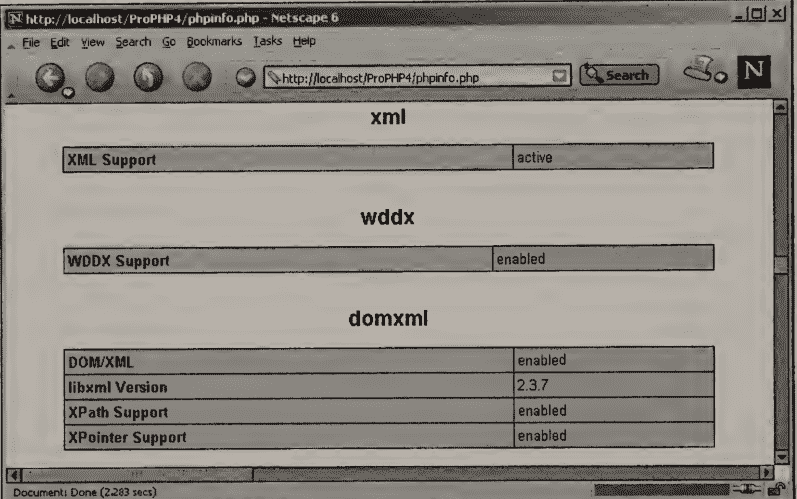 http://localhost/ProPHP4/phpinfo.php - Netscape 6
File Edit View Search Go Bookmarks Tasks Help
http://localhost/ProPHP4/phpinfo.php Search N
xml
XML Support active
wddx
WDDX Support enabled
domxml
DOM/XML enabled
libxml Version 2.3.7
XPath Support enabled
XPointer Support enabled
Document: Done (2.283 secs)